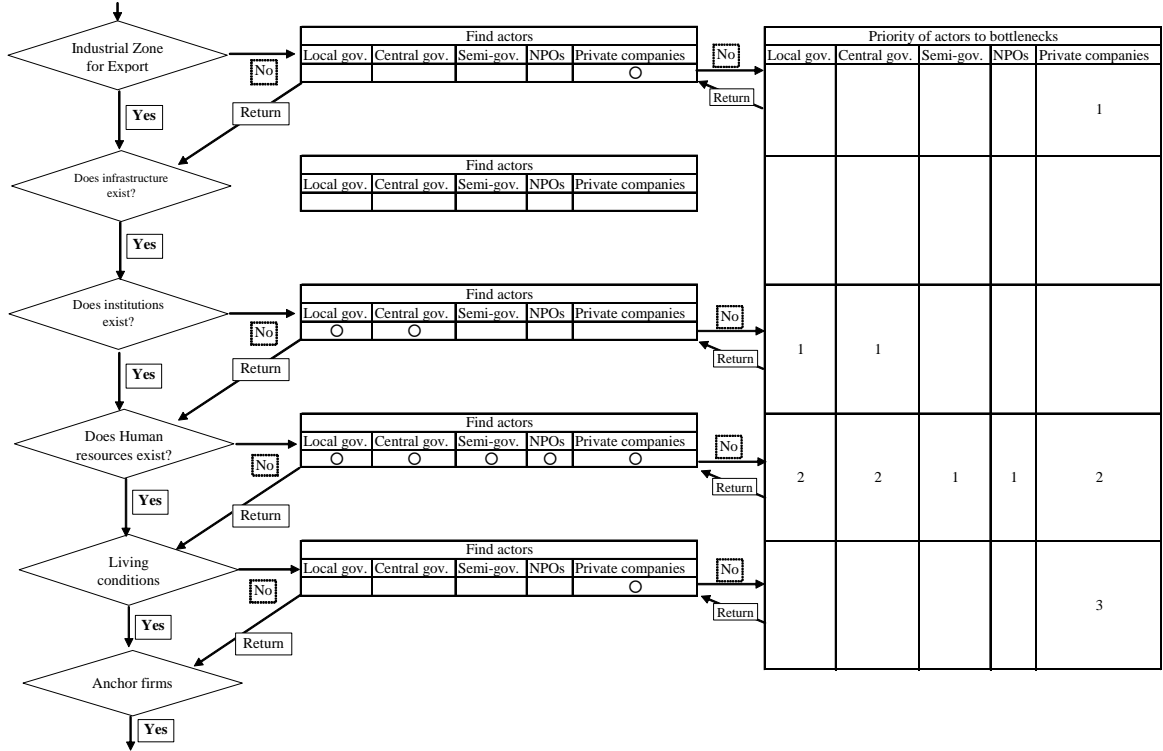 Industrial Zone
for Export
No
Find actors
Local gov. Central gov. Semi-gov. NPOs Private companies
○
No
Return
Priority of actors to bottlenecks
Local gov. Central gov. Semi-gov. NPOs Private companies
1
Yes
Return
Does infrastructure
exist?
Find actors
Local gov. Central gov. Semi-gov. NPOs Private companies
Yes
Does institutions
exist?
No
Find actors
Local gov. Central gov. Semi-gov. NPOs Private companies
○ ○
No
Return
1 1
Yes
Return
Does Human
resources exist?
No
Find actors
Local gov. Central gov. Semi-gov. NPOs Private companies
○ ○ ○ ○ ○
No
Return
2 2 1 1 2
Yes
Return
Living
conditions
No
Find actors
Local gov. Central gov. Semi-gov. NPOs Private companies
○
No
Return
3
Yes
Return
Anchor firms
Yes